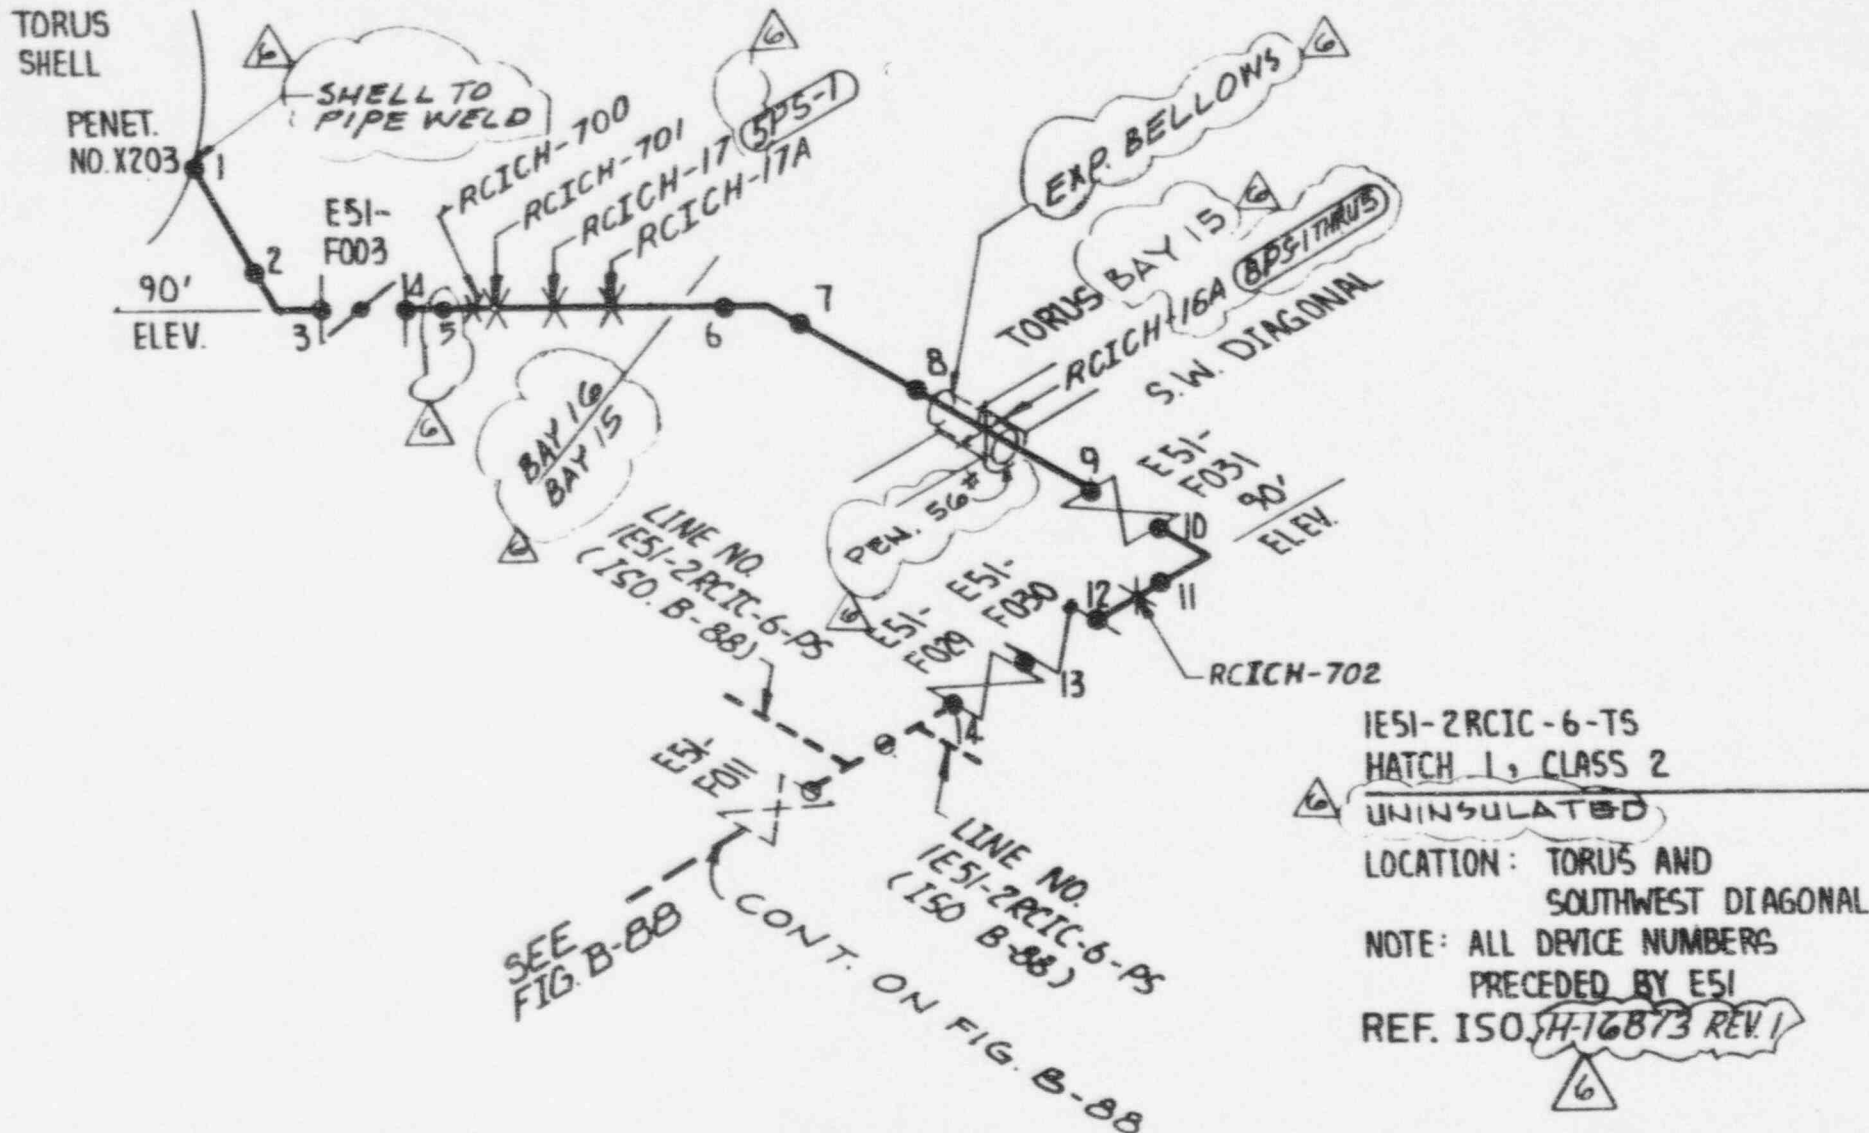 TORUS
SHELL
PENET.
NO. X203
1
6
SHELL TO
PIPE WELD
6
6
2
E51-
F003
90'
ELEV.
3
4
5
6
RCICH-700
RCICH-701
RCICH-17
5PS-1
RCICH-17A
BAY 16
BAY 15
6
6
7
8
EXP. BELLOWS
TORUS BAY 15
6
RCICH-16A
8PS-1 THRU 5
S.W. DIAGONAL
PEN. 56#
6
9
E51-
F031
90'
ELEV.
10
11
12
RCICH-702
E51-
F030
E51-
F029
13
14
LINE NO.
1E51-2RCIC-6-PS
(ISO. B-88)
E51-
F011
LINE NO.
1E51-2RCIC-6-PS
(ISO B-88)
SEE
FIG. B-88
CONT. ON FIG. B-88
1E51-2RCIC-6-TS
HATCH 1, CLASS 2
6
UNINSULATED
LOCATION: TORUS AND
SOUTHWEST DIAGONAL
NOTE: ALL DEVICE NUMBERS
PRECEDED BY E51
REF. ISO. H-16873 REV. 1
6